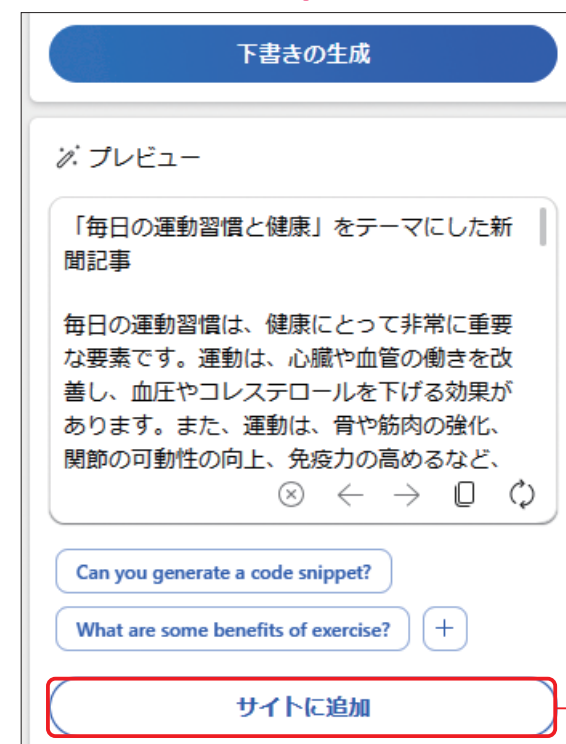 下書きの生成
プレビュー
「毎日の運動習慣と健康」をテーマにした新
聞記事
毎日の運動習慣は、健康にとって非常に重要
な要素です。運動は、心臓や血管の働きを改
善し、血圧やコレステロールを下げる効果が
あります。また、運動は、骨や筋肉の強化、
関節の可動性の向上、免疫力の高めるなど、
Can you generate a code snippet?
What are some benefits of exercise?
サイトに追加